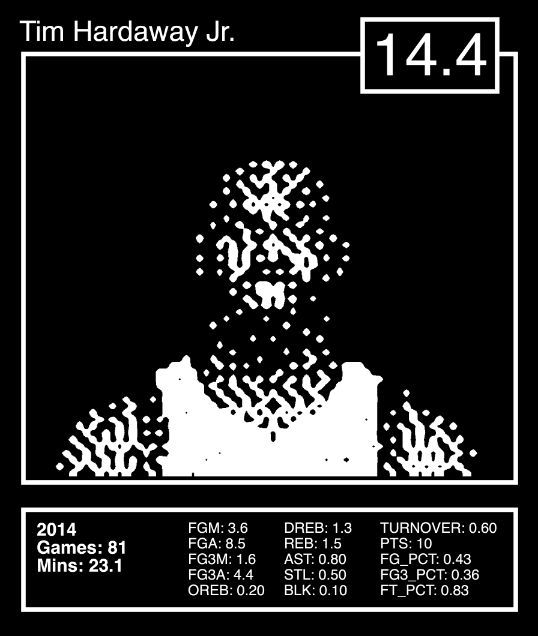 Tim Hardaway Jr.
14.4
2014
Games: 81
Mins: 23.1
FGM: 3.6
FGA: 8.5
FG3M: 1.6
FG3A: 4.4
OREB: 0.20
DREB: 1.3
REB: 1.5
AST: 0.80
STL: 0.50
BLK: 0.10
TURNOVER: 0.60
PTS: 10
FG_PCT: 0.43
FG3_PCT: 0.36
FT_PCT: 0.83